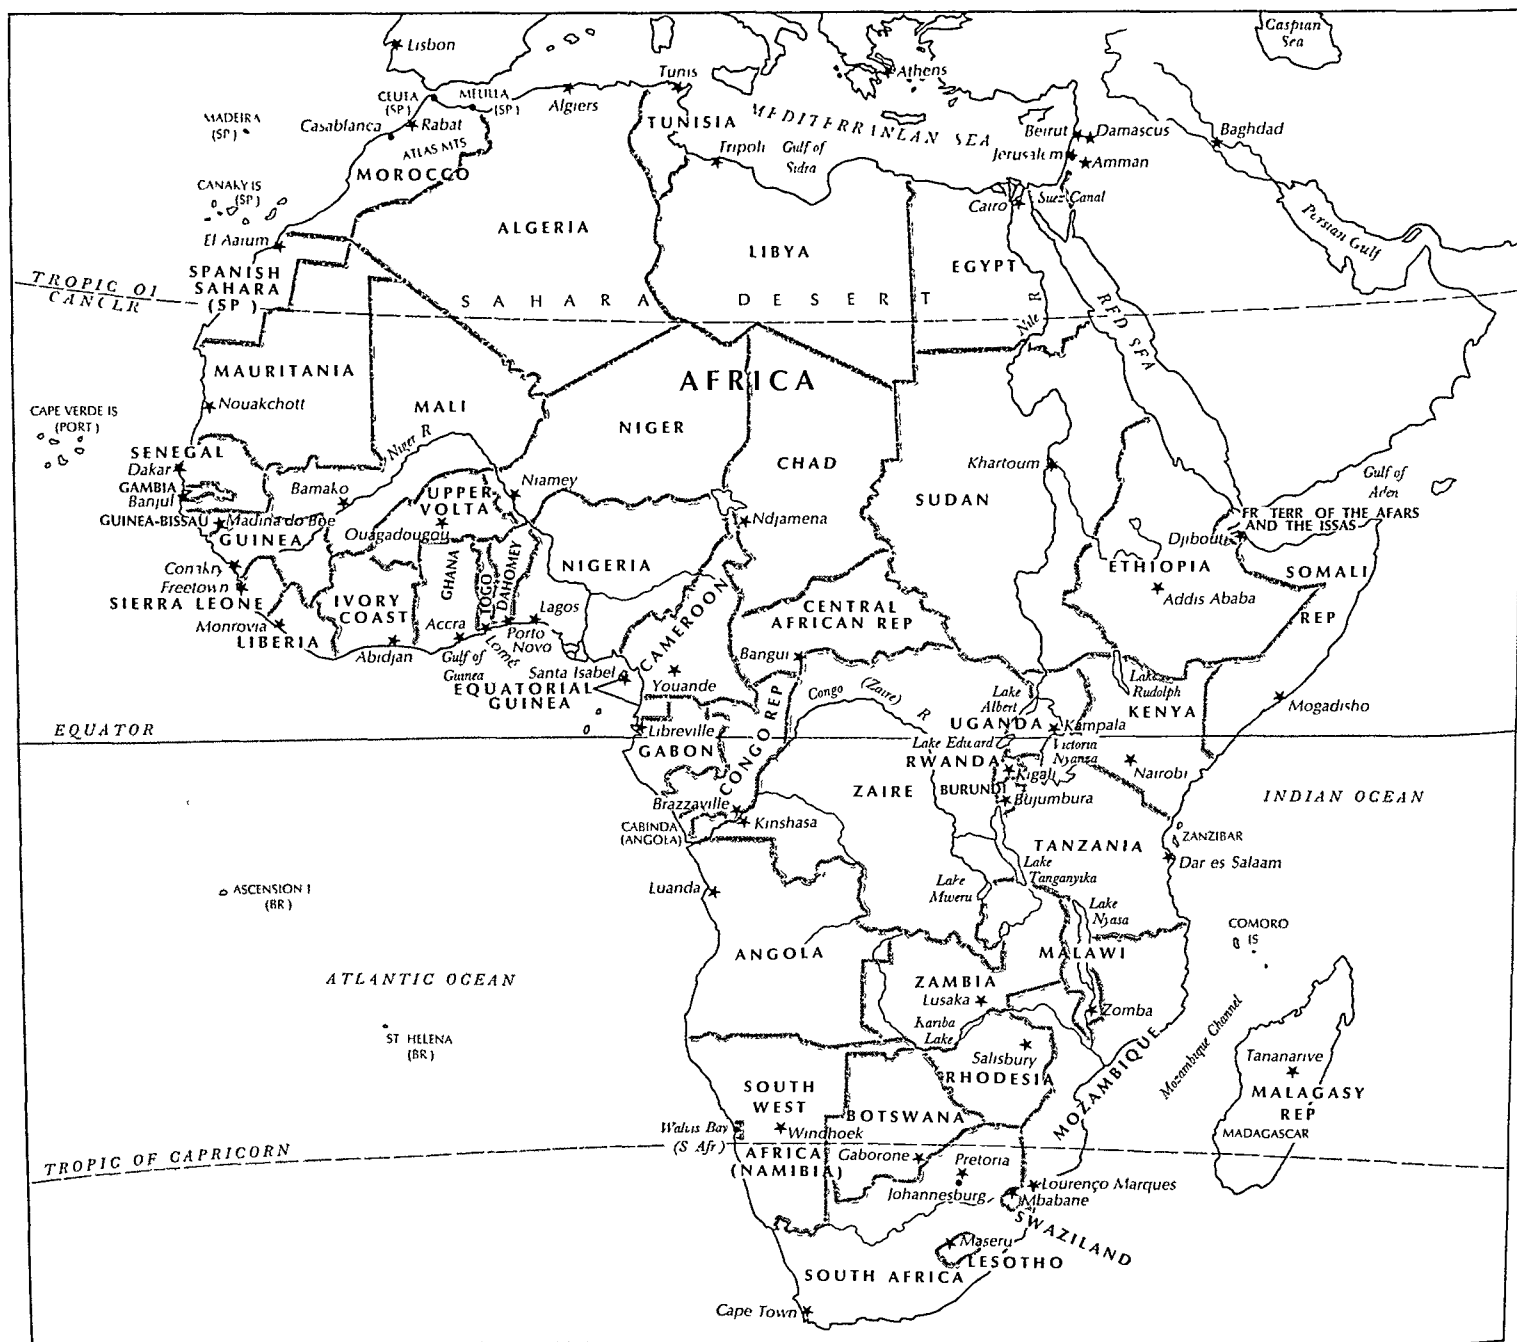 Caspian
Sea
Lisbon
Tunis
Athens
CEUTA
(SP)
MELILLA
(SP)
Algiers
MADEIRA
(SP)
Casablanca
Rabat
ATLAS MTS
MOROCCO
TUNISIA
MEDITERRANEAN SEA
Tripoli
Gulf of
Sidra
Beirut
Damascus
Jerusalem
Amman
Baghdad
CANARY IS
(SP)
Cairo
Suez Canal
Persian Gulf
El Aaium
ALGERIA
LIBYA
EGYPT
SPANISH
SAHARA
(SP)
TROPIC OF
CANCER
SAHARA DESERT
Nile R
RED SEA
MAURITANIA
AFRICA
Nouakchott
MALI
NIGER
CAPE VERDE IS
(PORT)
Niger R
CHAD
Khartoum
SUDAN
SENEGAL
Dakar
GAMBIA
Banjul
Bamako
UPPER
VOLTA
Niamey
Ndjamena
Gulf of
Aden
GUINEA-BISSAU
Madina do Boe
GUINEA
Ouagadougou
FR TERR OF THE AFARS
AND THE ISSAS
Djibouti
Conakry
Freetown
SIERRA LEONE
Monrovia
LIBERIA
IVORY
COAST
Abidjan
GHANA
TOGO
DAHOMEY
NIGERIA
Lagos
Accra
Lomé
Porto
Novo
Gulf of
Guinea
CAMEROON
CENTRAL
AFRICAN REP
Bangui
ETHIOPIA
Addis Ababa
SOMALI
REP
Santa Isabel
EQUATORIAL
GUINEA
Youande
Congo (Zaire) R
Lake
Albert
Lake
Rudolph
KENYA
Mogadisho
UGANDA
Kampala
EQUATOR
Libreville
GABON
CONGO REP
Lake Edward
Victoria
Nyanza
RWANDA
Kigali
Nairobi
ZAIRE
BURUNDI
Bujumbura
INDIAN OCEAN
Brazzaville
Kinshasa
CABINDA
(ANGOLA)
TANZANIA
ZANZIBAR
Dar es Salaam
Lake
Tanganyika
ASCENSION I
(BR)
Luanda
Lake
Mweru
Lake
Nyasa
COMORO
IS
ANGOLA
MALAWI
ATLANTIC OCEAN
ZAMBIA
Lusaka
Zomba
Kariba
Lake
Mozambique Channel
ST HELENA
(BR)
Salisbury
RHODESIA
MOZAMBIQUE
Tananarive
MALAGASY
REP
MADAGASCAR
SOUTH
WEST
AFRICA
(NAMIBIA)
BOTSWANA
Walvis Bay
(S Afr)
Windhoek
TROPIC OF CAPRICORN
Gaborone
Pretoria
Johannesburg
Lourenço Marques
Mbabane
SWAZILAND
Maseru
LESOTHO
SOUTH AFRICA
Cape Town